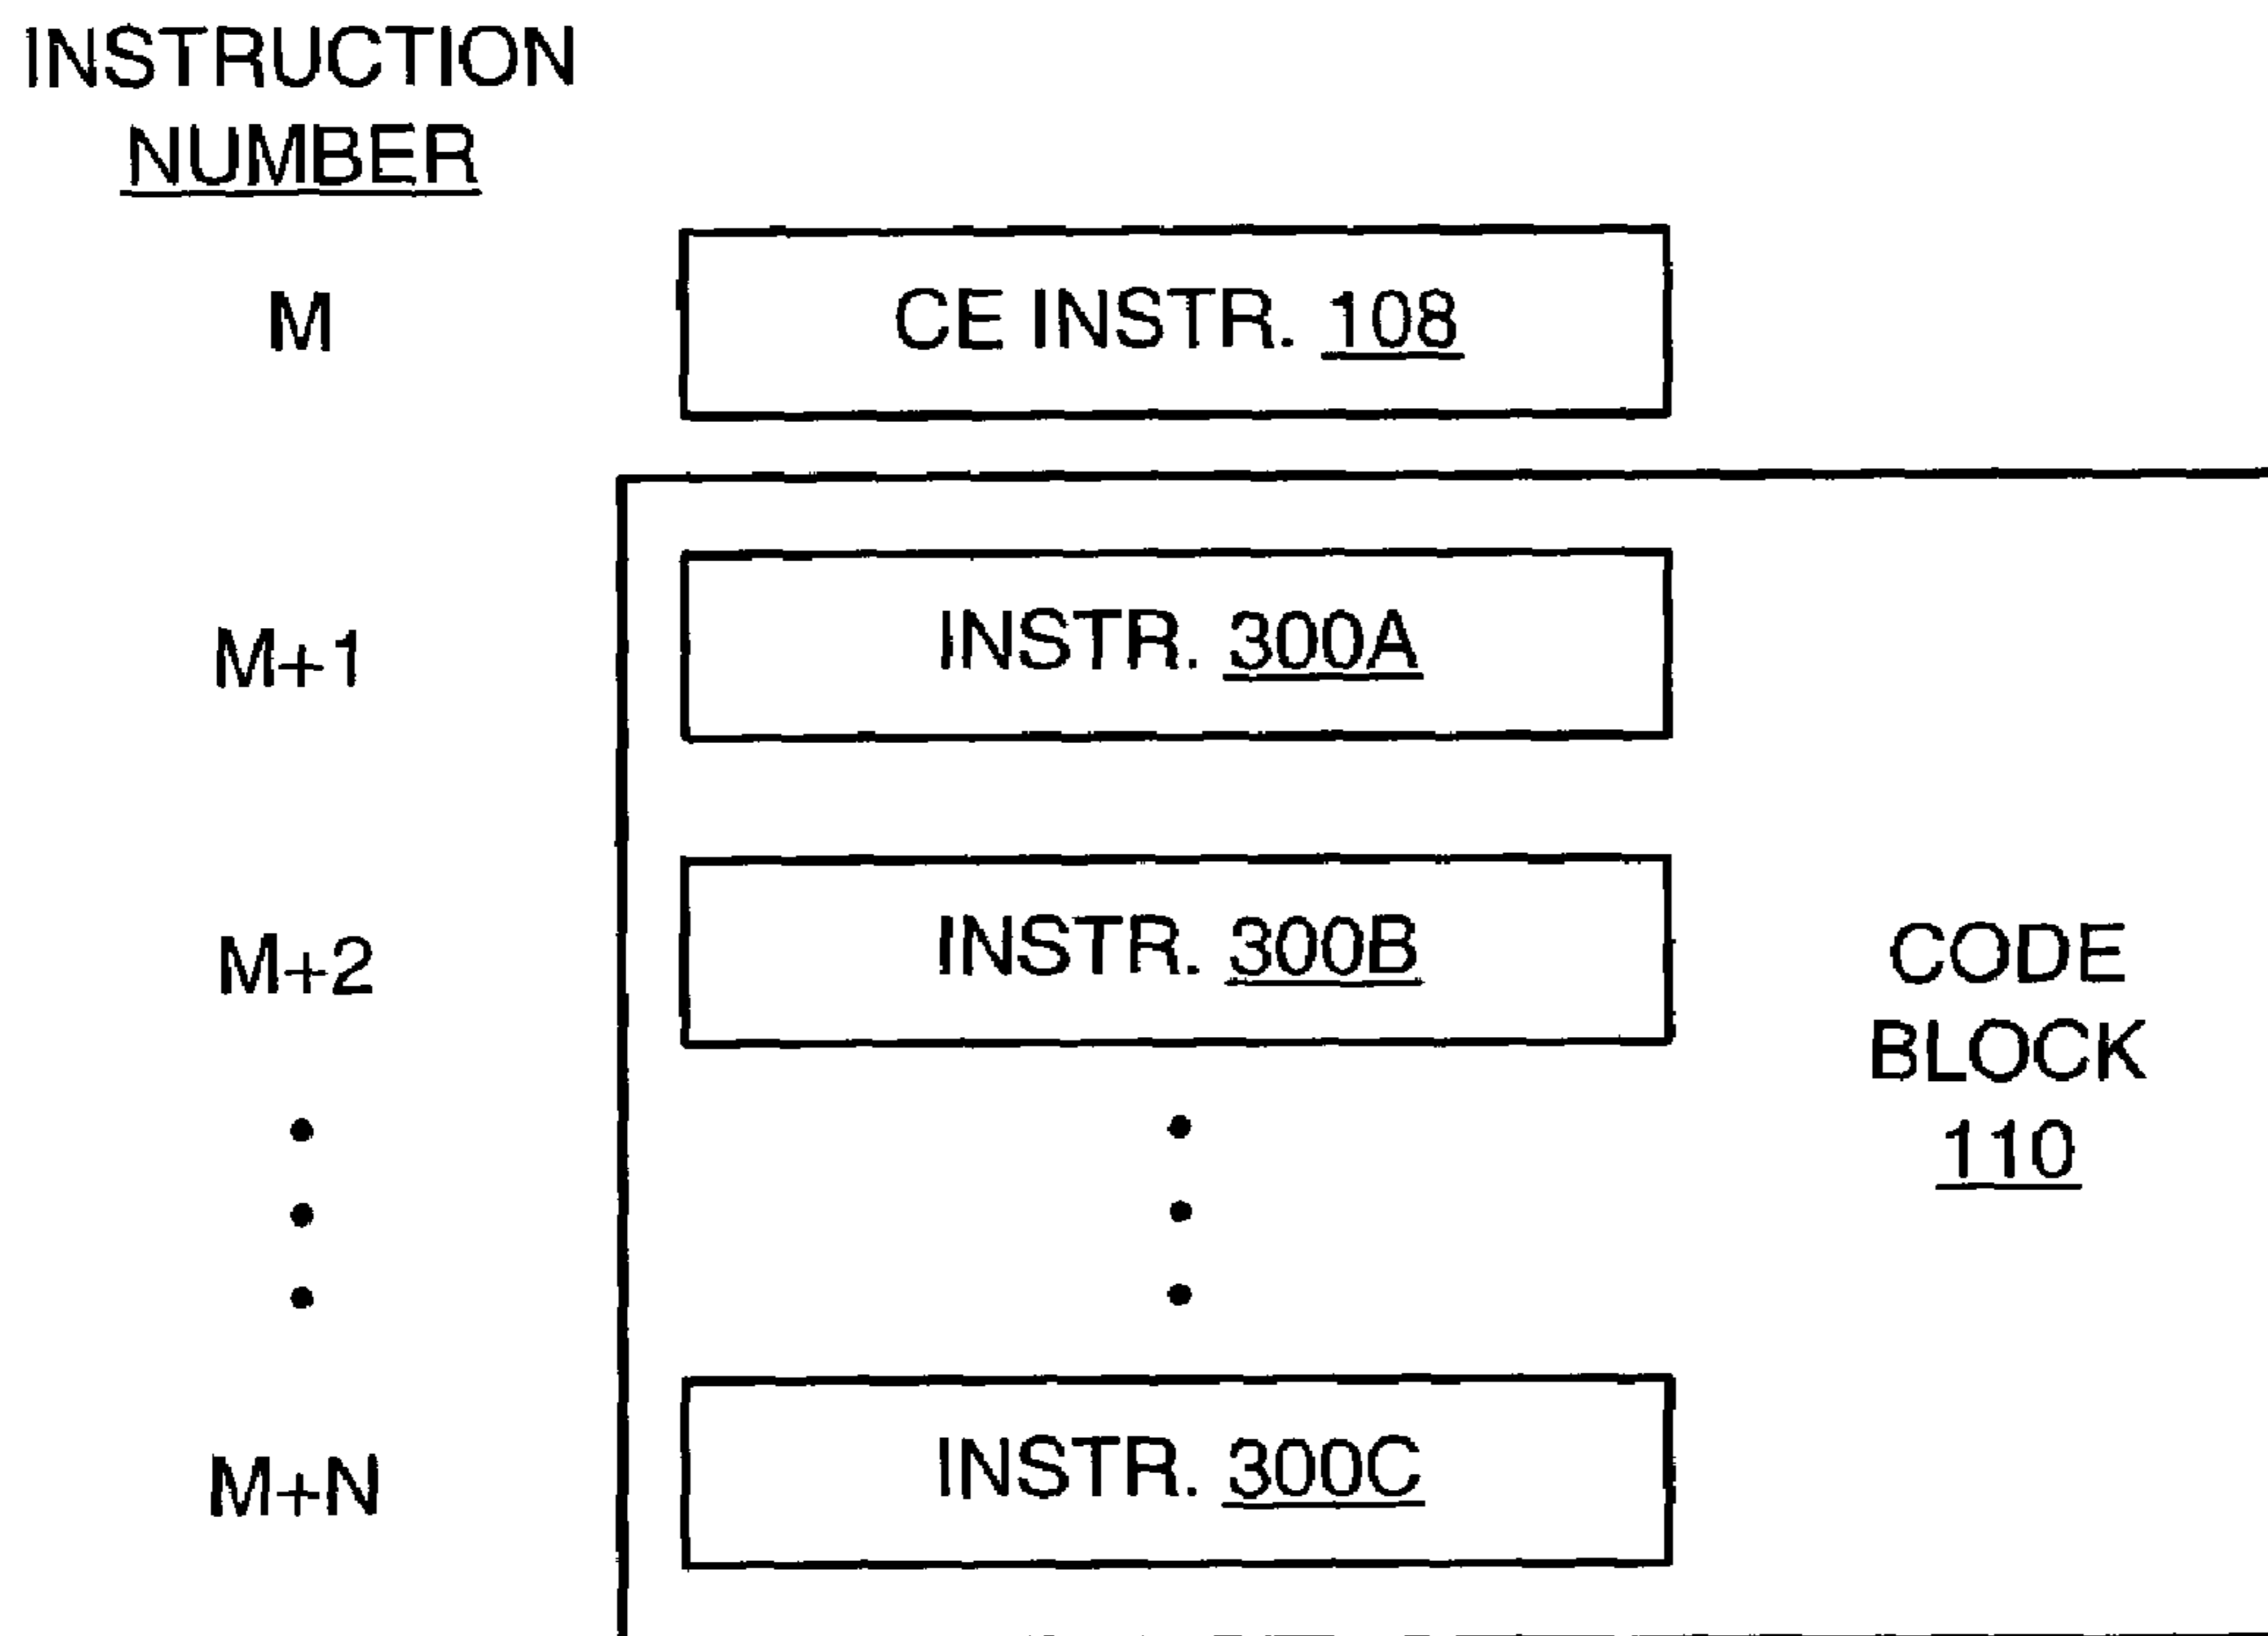 INSTRUCTION
NUMBER
M
CE INSTR. 108
M+1
INSTR. 300A
M+2
INSTR. 300B
CODE
BLOCK
110
M+N
INSTR. 300C